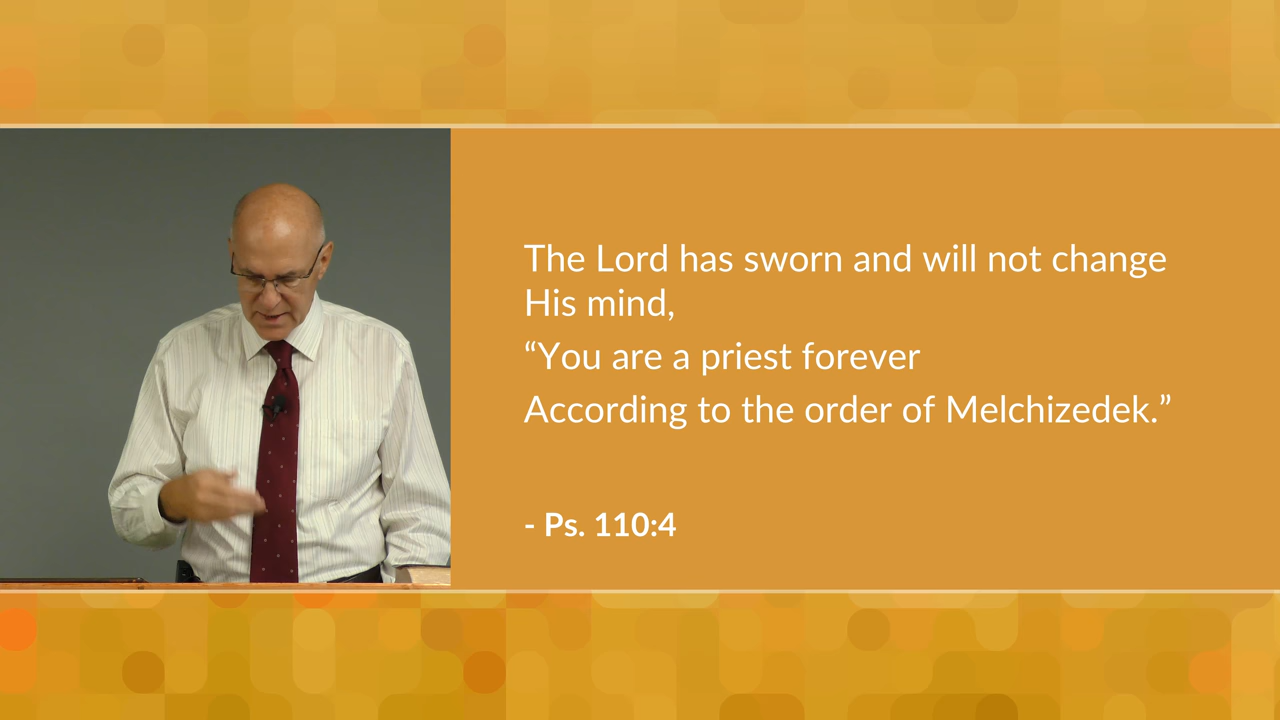 The Lord has sworn and will not change
His mind,
“You are a priest forever
According to the order of Melchizedek.”
- Ps. 110:4